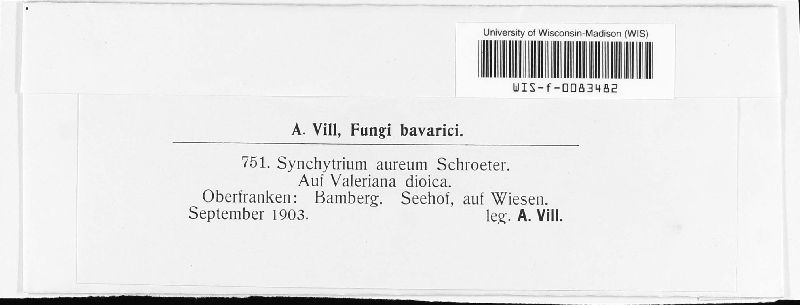 University of Wisconsin-Madison (WIS)
WIS-f-0083482
A. Vill, Fungi bavarici.
751. Synchytrium aureum Schroeter.
Auf Valeriana dioica.
Oberfranken: Bamberg. Seehof, auf Wiesen.
September 1903. leg. A. Vill.